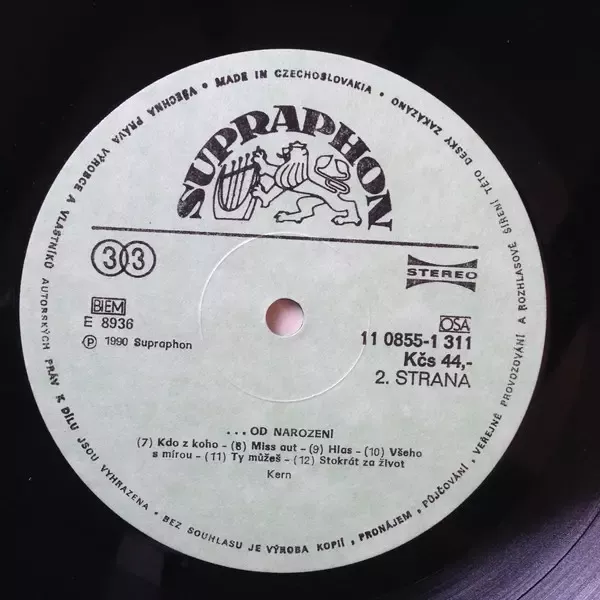 VŠECHNA PRÁVA VÝROBCE A VLASTNÍKŮ AUTORSKÝCH PRÁV K DÍLU JSOU VYHRAZENA • BEZ SOUHLASU JE VÝROBA KOPIÍ, PRONÁJEM, PŮJČOVÁNÍ, VEŘEJNÉ PROVOZOVÁNÍ A ROZHLASOVÉ ŠÍŘENÍ TÉTO DESKY ZAKÁZÁNO • MADE IN CZECHOSLOVAKIA •
SUPRAPHON
33
STEREO
BIEM
E 8936
OSA
11 0855-1 311
℗ 1990 Supraphon
Kčs 44,-
2. STRANA
...OD NAROZENÍ
(7) Kdo z koho - (8) Miss aut - (9) Hlas - (10) Všeho
s mírou - (11) Ty můžeš - (12) Stokrát za život
Kern